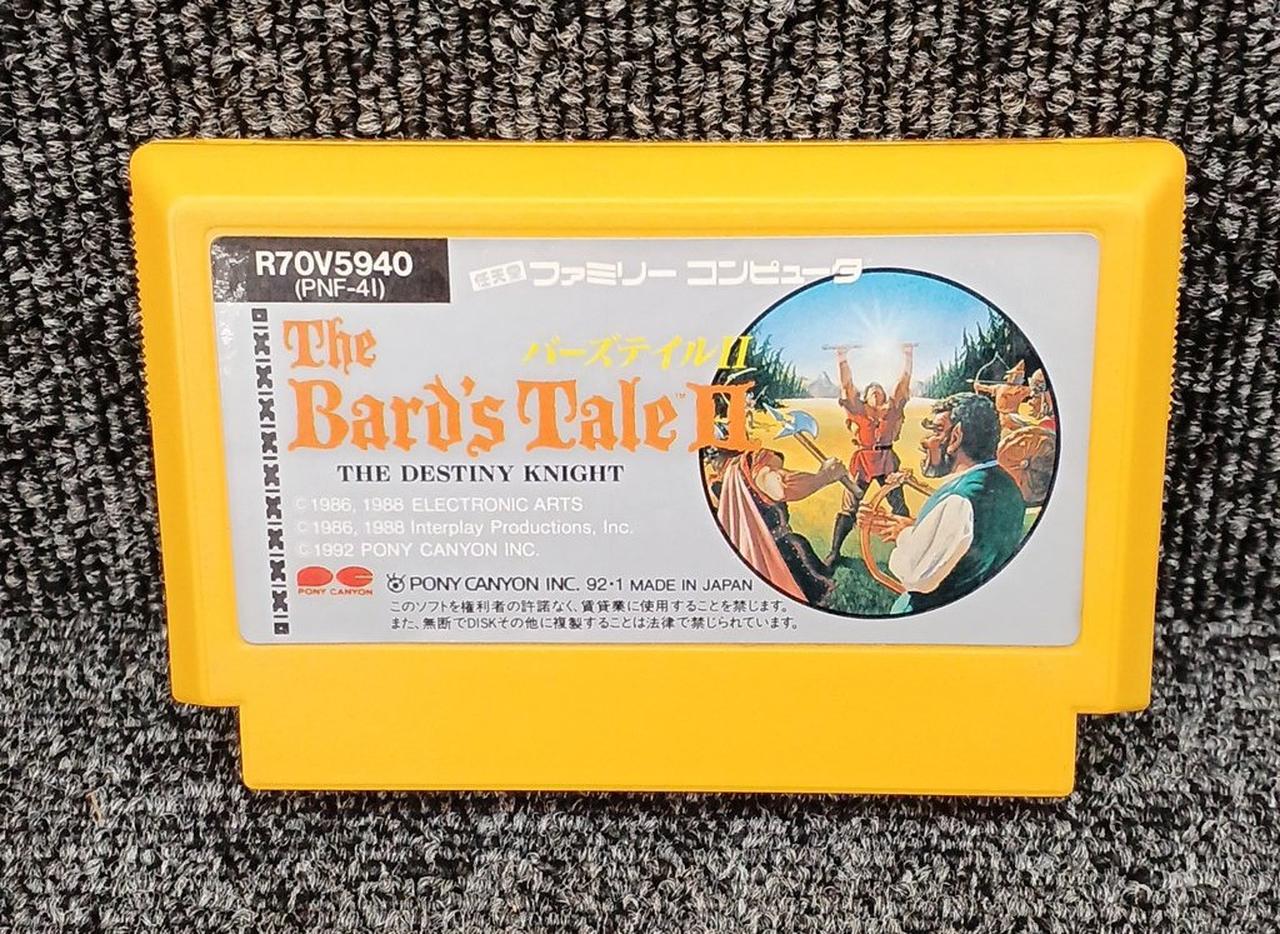 R70V5940
(PNF-41)
任天堂 ファミリー コンピュータ
バーズテイルII
The
Bard's Tale™ II
THE DESTINY KNIGHT
©1986, 1988 ELECTRONIC ARTS
©1986, 1988 Interplay Productions, Inc.
©1992 PONY CANYON INC.
PONY CANYON
PONY CANYON INC. 92・1 MADE IN JAPAN
このソフトを権利者の許諾なく、賃貸業に使用することを禁じます。
また、無断でDISKその他に複製することは法律で禁じられています。